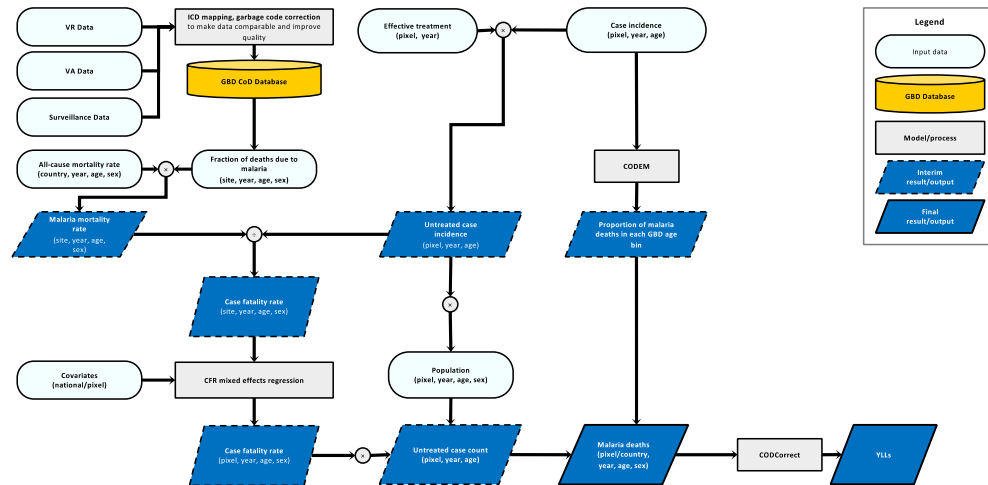 VR Data
VA Data
Surveillance Data
ICD mapping, garbage code correction
to make data comparable and improve
quality
GBD CoD Database
All-cause mortality rate
(country, year, age, sex)
×
Fraction of deaths due to
malaria
(site, year, age, sex)
Malaria mortality
rate
(site, year, age,
sex)
÷
Case fatality rate
(site, year, age, sex)
Covariates
(national/pixel)
CFR mixed effects regression
Case fatality rate
(pixel, year, age, sex)
×
Effective treatment
(pixel, year)
×
Case incidence
(pixel, year, age)
Untreated case
incidence
(pixel, year, age)
×
Population
(pixel, year, age, sex)
Untreated case count
(pixel, year, age)
CODEM
Proportion of malaria
deaths in each GBD age
bin
Malaria deaths
(pixel/country,
year, age, sex)
CODCorrect
YLLs
Legend
Input data
GBD Database
Model/process
Interim
result/output
Final
result/output